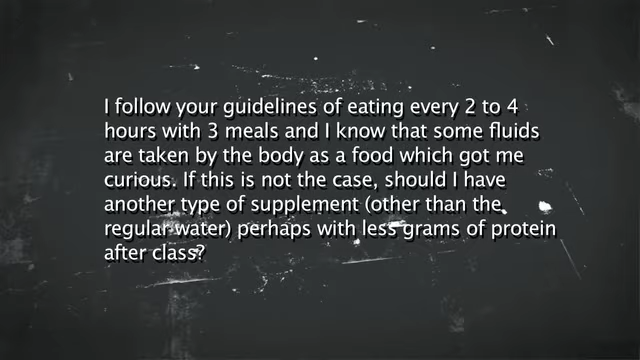 I follow your guidelines of eating every 2 to 4
hours with 3 meals and I know that some fluids
are taken by the body as a food which got me
curious. If this is not the case, should I have
another type of supplement (other than the
regular water) perhaps with less grams of protein
after class?